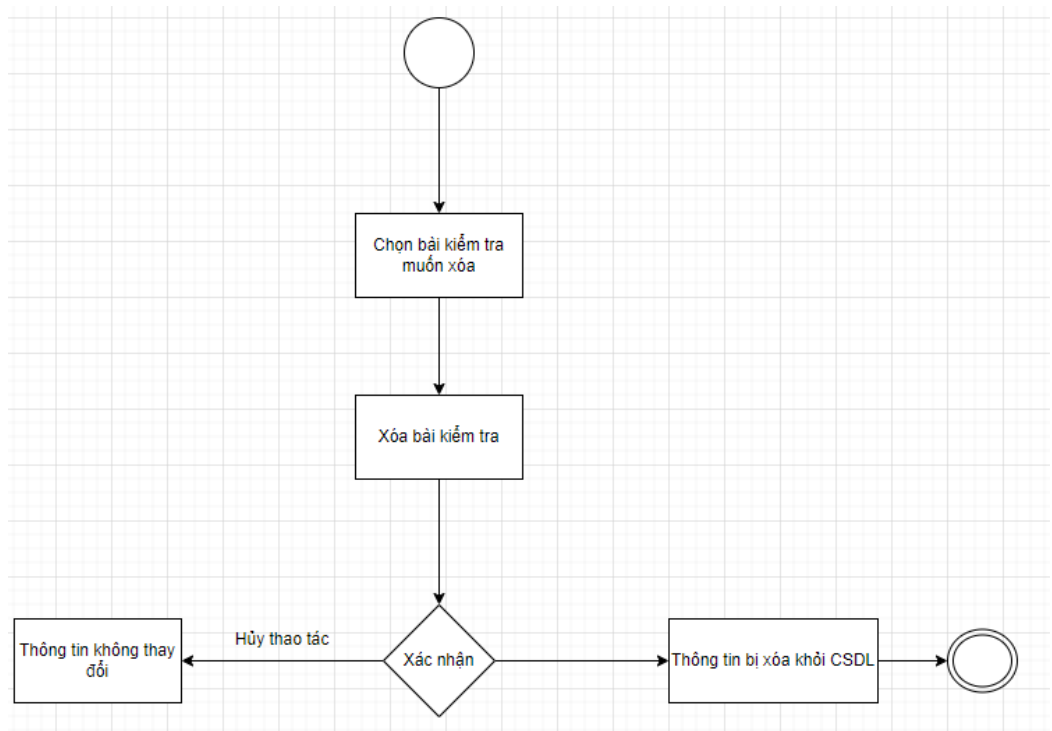 Chọn bài kiểm tra
muốn xóa
Xóa bài kiểm tra
Hủy thao tác
Thông tin không thay
đổi
Xác nhận
Thông tin bị xóa khỏi CSDL